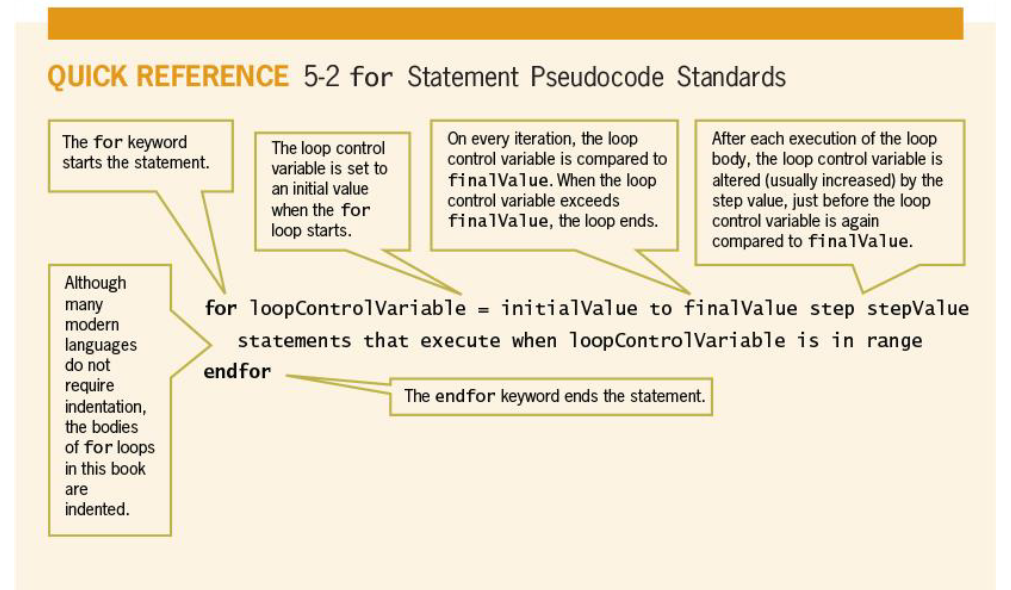 QUICK REFERENCE 5-2 for Statement Pseudocode Standards
The for keyword
starts the statement.
The loop control
variable is set to
an initial value
when the for
loop starts.
On every iteration, the loop
control variable is compared to
finalValue. When the loop
control variable exceeds
finalValue, the loop ends.
After each execution of the loop
body, the loop control variable is
altered (usually increased) by the
step value, just before the loop
control variable is again
compared to finalValue.
Although
many
modern
languages
do not
require
indentation,
the bodies
of for loops
in this book
are
indented.
for loopControlVariable = initialValue to finalValue step stepValue
statements that execute when loopControlVariable is in range
endfor
The endfor keyword ends the statement.